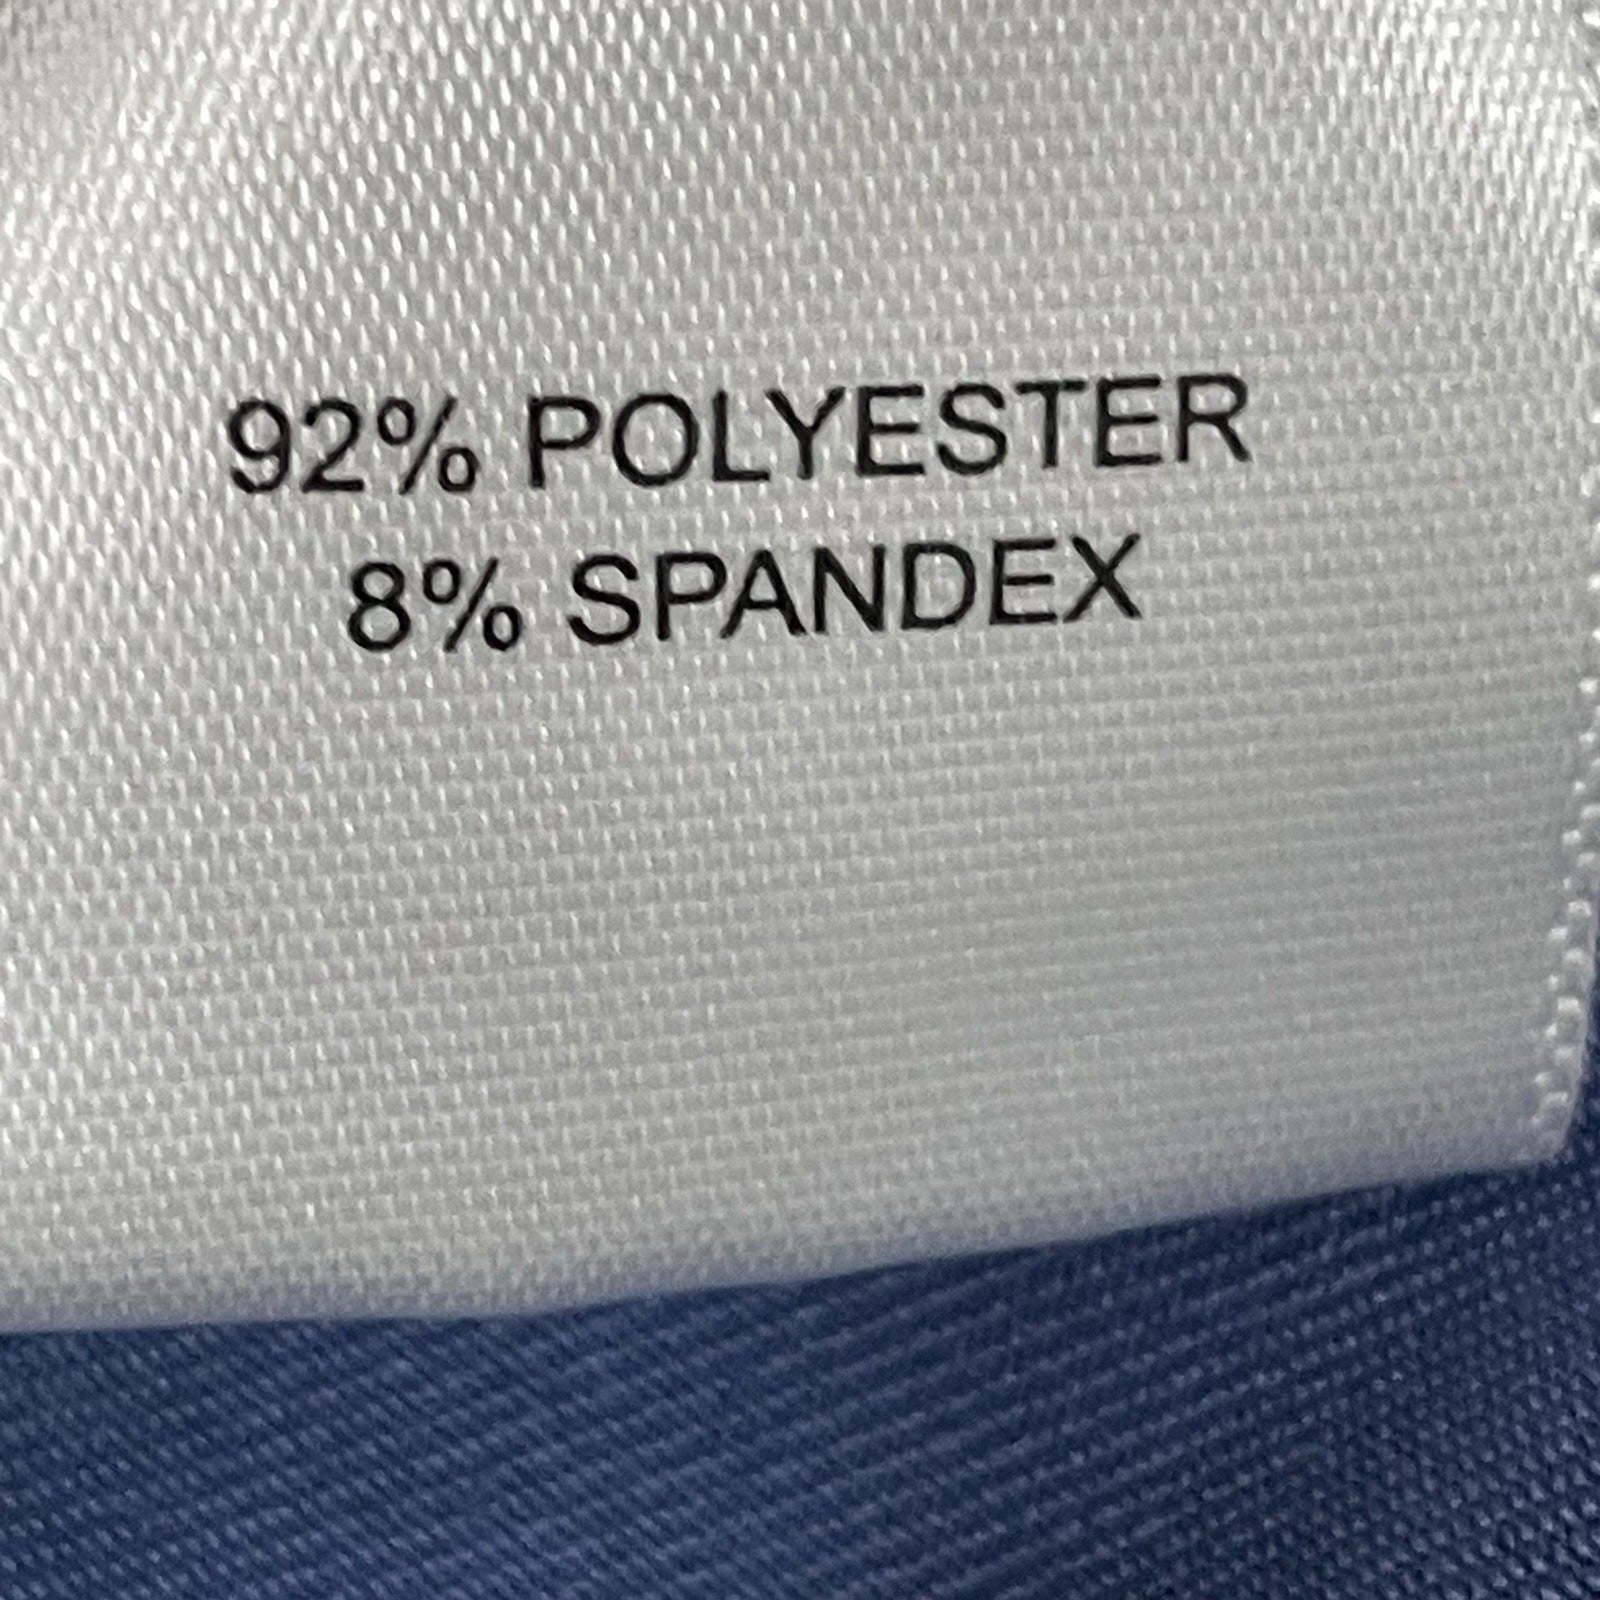 92% POLYESTER
8% SPANDEX